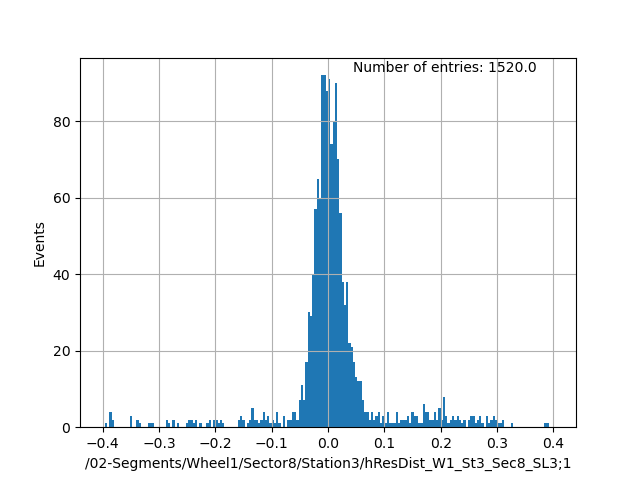 Number of entries: 1520.0
Events
80
60
40
20
0
−0.4 −0.3 −0.2 −0.1 0.0 0.1 0.2 0.3 0.4
/02-Segments/Wheel1/Sector8/Station3/hResDist_W1_St3_Sec8_SL3;1